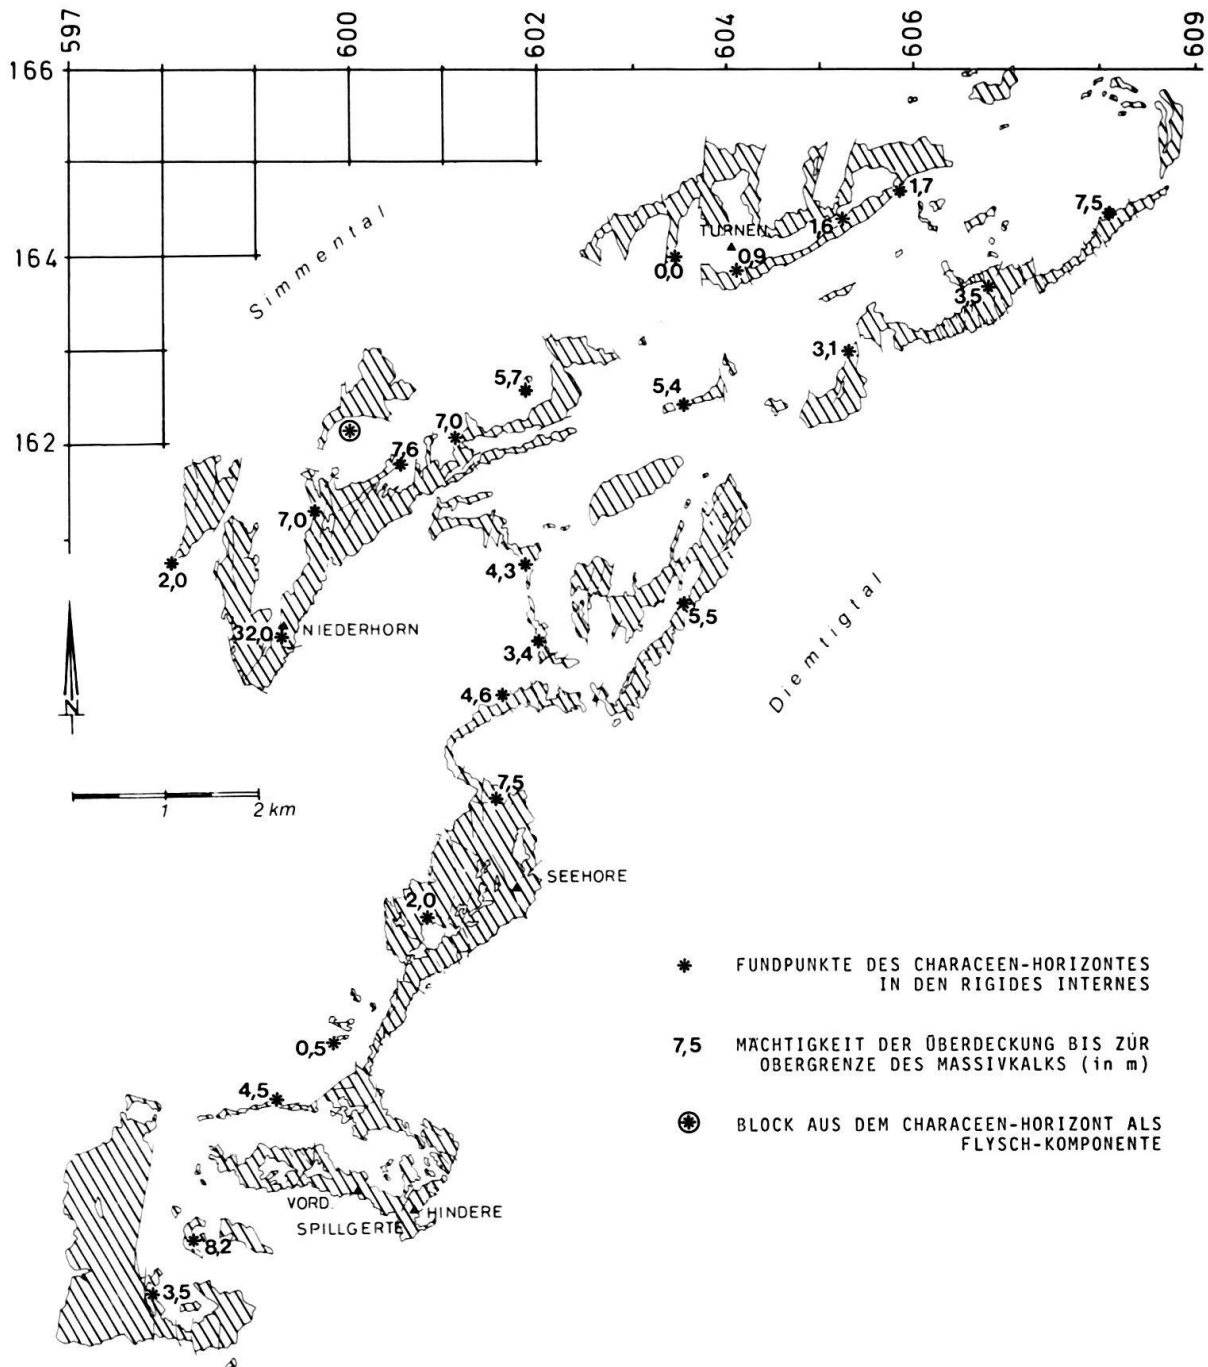 597
600
602
604
606
609
166
164
162
Simmental
TURNEN
1,7
1,6
0,9
0,0
7,5
3,5
3,1
5,7
5,4
7,0
7,6
7,0
2,0
4,3
5,5
32,0
NIEDERHORN
3,4
4,6
Diemtigtal
N
1
2 km
7,5
SEEHORE
2,0
0,5
4,5
VORD.
SPILLGERTE
HINDERE
8,2
3,5
FUNDPUNKTE DES CHARACEEN-HORIZONTES
IN DEN RIGIDES INTERNES
7,5 MÄCHTIGKEIT DER ÜBERDECKUNG BIS ZUR
OBERGRENZE DES MASSIVKALKS (in m)
BLOCK AUS DEM CHARACEEN-HORIZONT ALS
FLYSCH-KOMPONENTE